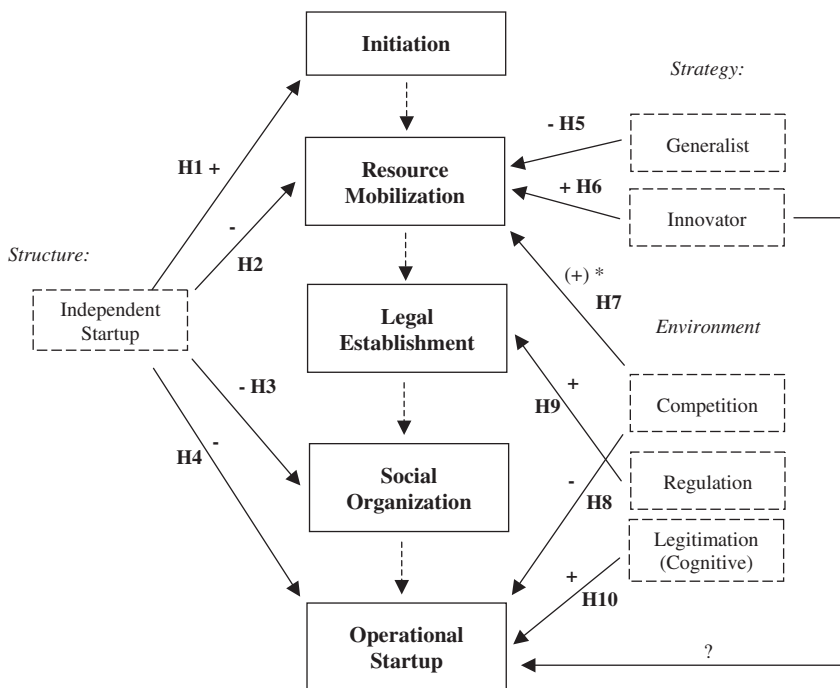 Initiation
Strategy:
- H5
Generalist
H1 +
Resource
Mobilization
+ H6
Innovator
-
Structure:
H2
(+) *
H7
Independent
Startup
Legal
Establishment
Environment
- H3
+
H9
Competition
H4
-
Social
Organization
-
H8
Regulation
Legitimation
(Cognitive)
+
H10
Operational
Startup
?